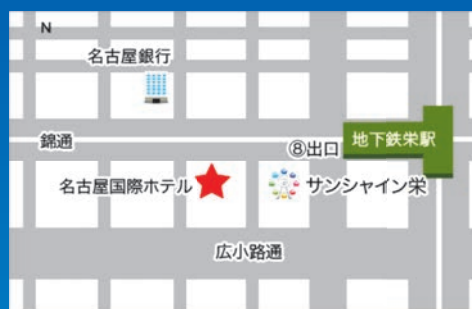 N
名古屋銀行
錦通
⑧出口
地下鉄栄駅
名古屋国際ホテル
サンシャイン栄
広小路通